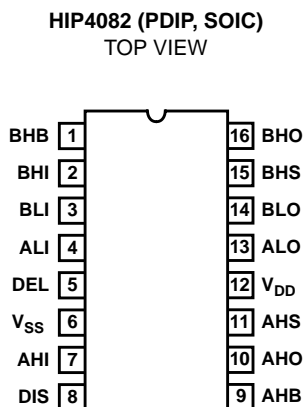 HIP4082 (PDIP, SOIC)
TOP VIEW
BHB 1 16 BHO
BHI 2 15 BHS
BLI 3 14 BLO
ALI 4 13 ALO
DEL 5 12 VDD
VSS 6 11 AHS
AHI 7 10 AHO
DIS 8 9 AHB